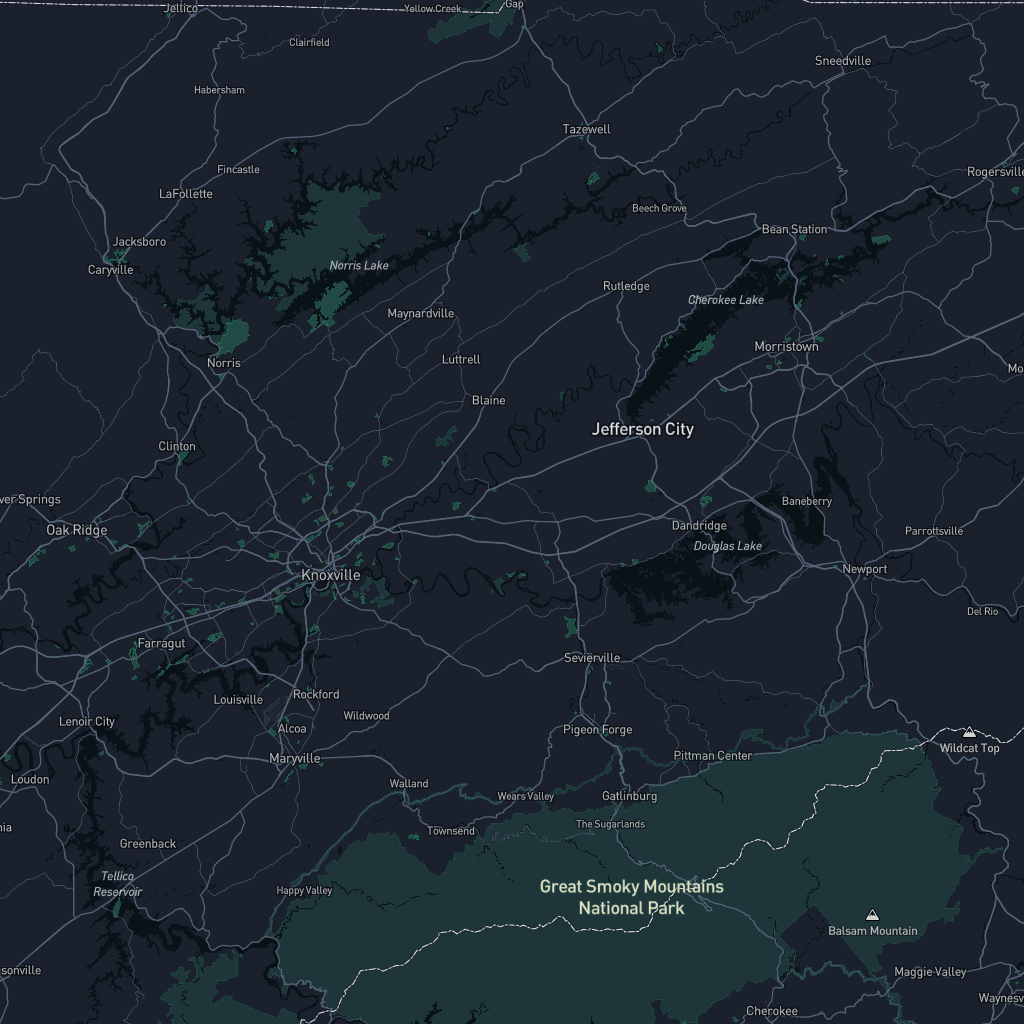 Jellico
Yellow Creek
Gap
Clairfield
Sneedville
Habersham
Tazewell
Fincastle
Rogersville
LaFollette
Beech Grove
Bean Station
Jacksboro
Caryville
Norris Lake
Rutledge
Cherokee Lake
Maynardville
Morristown
Norris
Luttrell
Mo
Blaine
Jefferson City
Clinton
ver Springs
Baneberry
Oak Ridge
Dandridge
Parrottsville
Douglas Lake
Knoxville
Newport
Del Rio
Farragut
Sevierville
Rockford
Louisville
Wildwood
Lenoir City
Alcoa
Pigeon Forge
Wildcat Top
Maryville
Pittman Center
Loudon
Walland
Wears Valley
Gatlinburg
nia
Townsend
The Sugarlands
Greenback
Tellico
Reservoir
Happy Valley
Great Smoky Mountains
National Park
Balsam Mountain
isonville
Maggie Valley
Waynesv
Cherokee